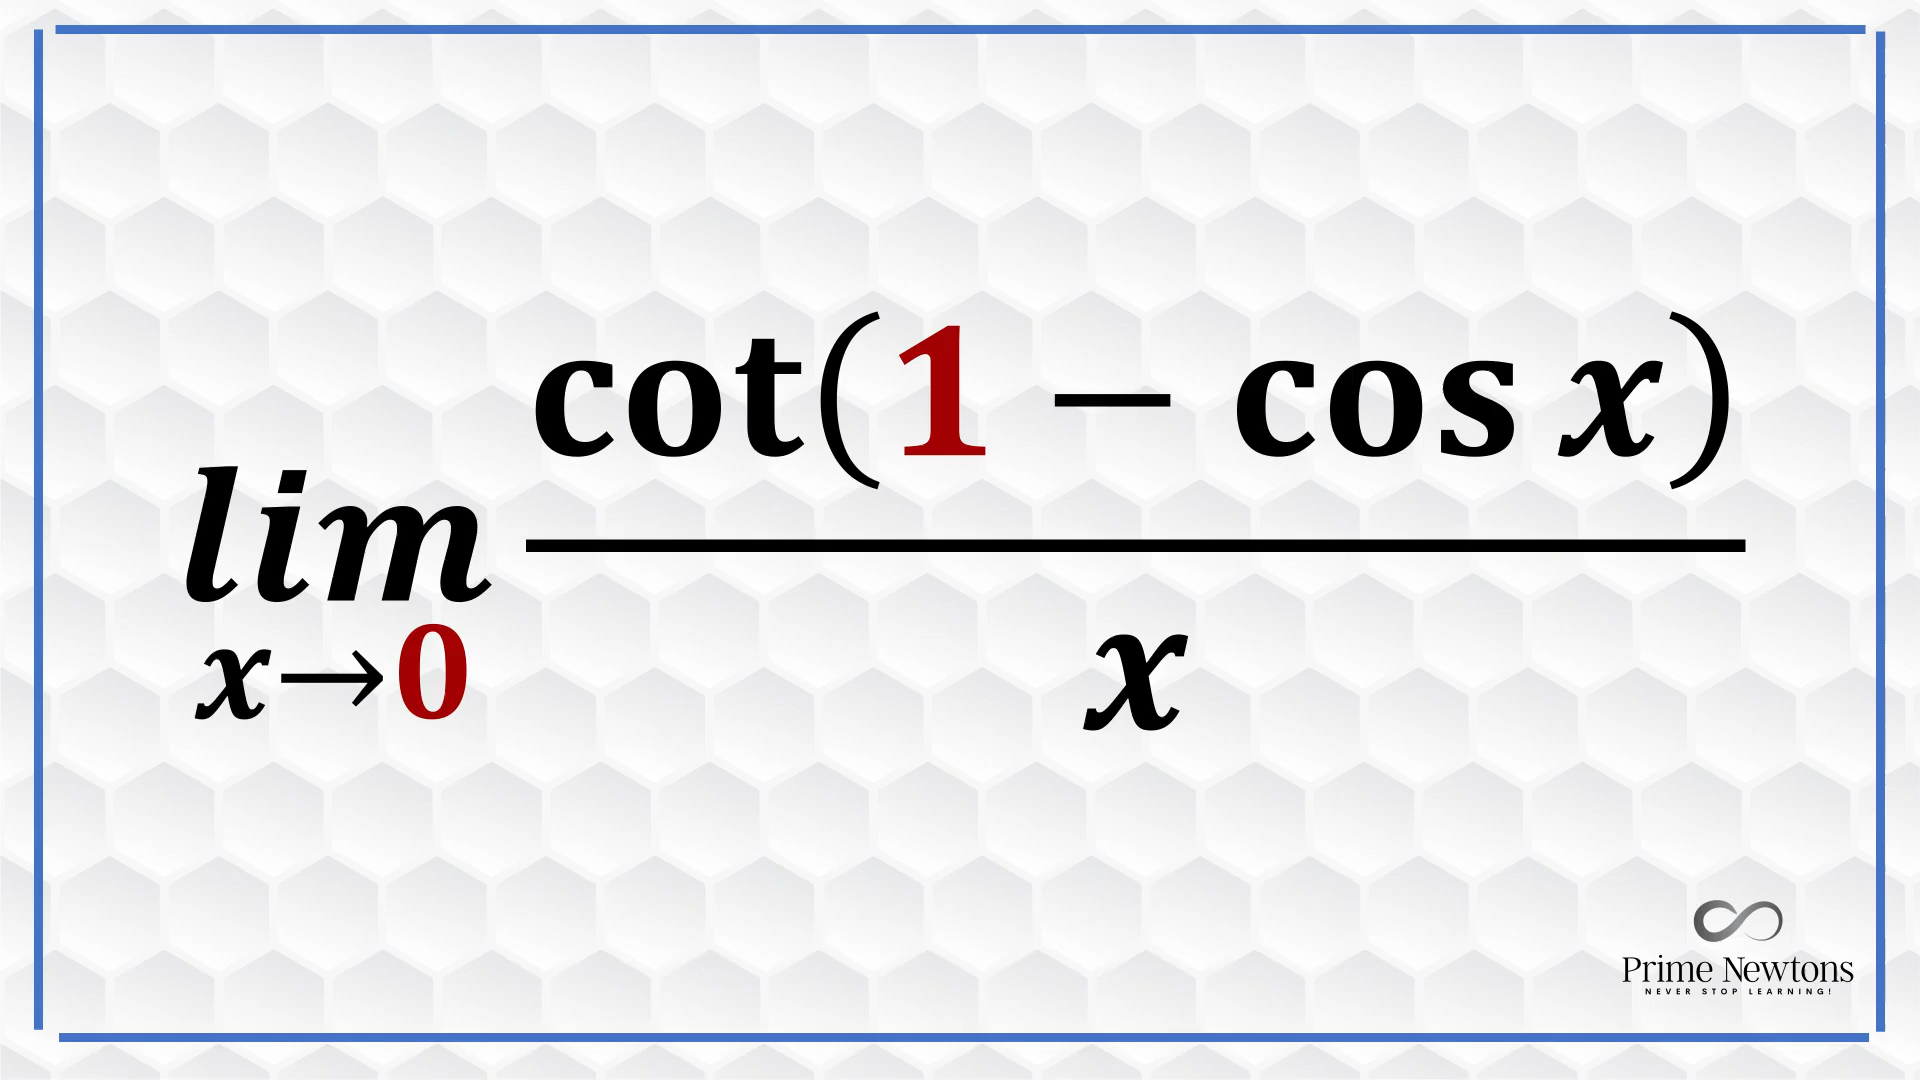 cot(1 − cos x)
lim
x→0
x
Prime Newtons
NEVER STOP LEARNING!